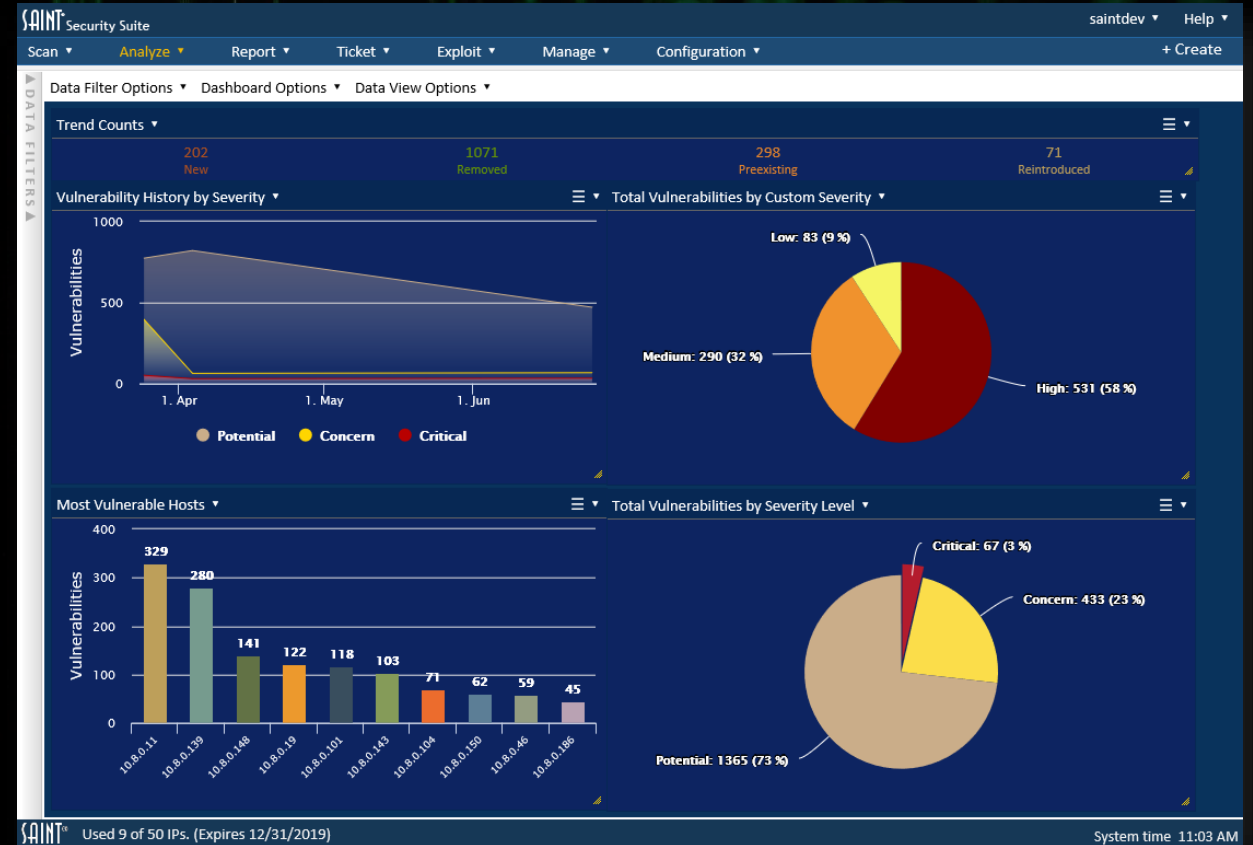 SAINT® Security Suite
saintdev ▼ Help ▼
Scan ▼ Analyze ▼ Report ▼ Ticket ▼ Exploit ▼ Manage ▼ Configuration ▼ + Create
DATA FILTERS
Data Filter Options ▼ Dashboard Options ▼ Data View Options ▼
Trend Counts ▼
202 1071 298 71
New Removed Preexisting Reintroduced
Vulnerability History by Severity ▼
1000
500
0
Vulnerabilities
1. Apr 1. May 1. Jun
Potential Concern Critical
Total Vulnerabilities by Custom Severity ▼
Low: 83 (9 %)
Medium: 290 (32 %)
High: 531 (58 %)
Most Vulnerable Hosts ▼
400
300
200
100
0
Vulnerabilities
329 280 141 122 118 103 71 62 59 45
10.8.0.11 10.8.0.139 10.8.0.148 10.8.0.19 10.8.0.101 10.8.0.143 10.8.0.104 10.8.0.150 10.8.0.46 10.8.0.186
Total Vulnerabilities by Severity Level ▼
Critical: 67 (3 %)
Concern: 433 (23 %)
Potential: 1365 (73 %)
SAINT® Used 9 of 50 IPs. (Expires 12/31/2019)
System time 11:03 AM